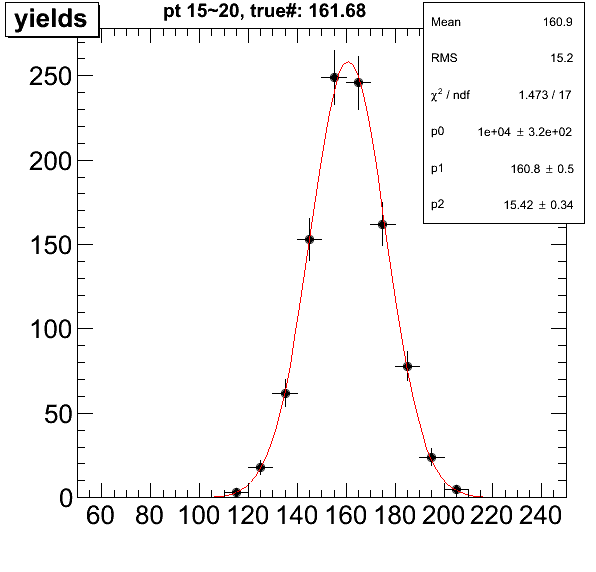 yields
pt 15~20, true#: 161.68
Mean 160.9
RMS 15.2
χ² / ndf 1.473 / 17
p0 1e+04 ± 3.2e+02
p1 160.8 ± 0.5
p2 15.42 ± 0.34
250
200
150
100
50
0
60 80 100 120 140 160 180 200 220 240